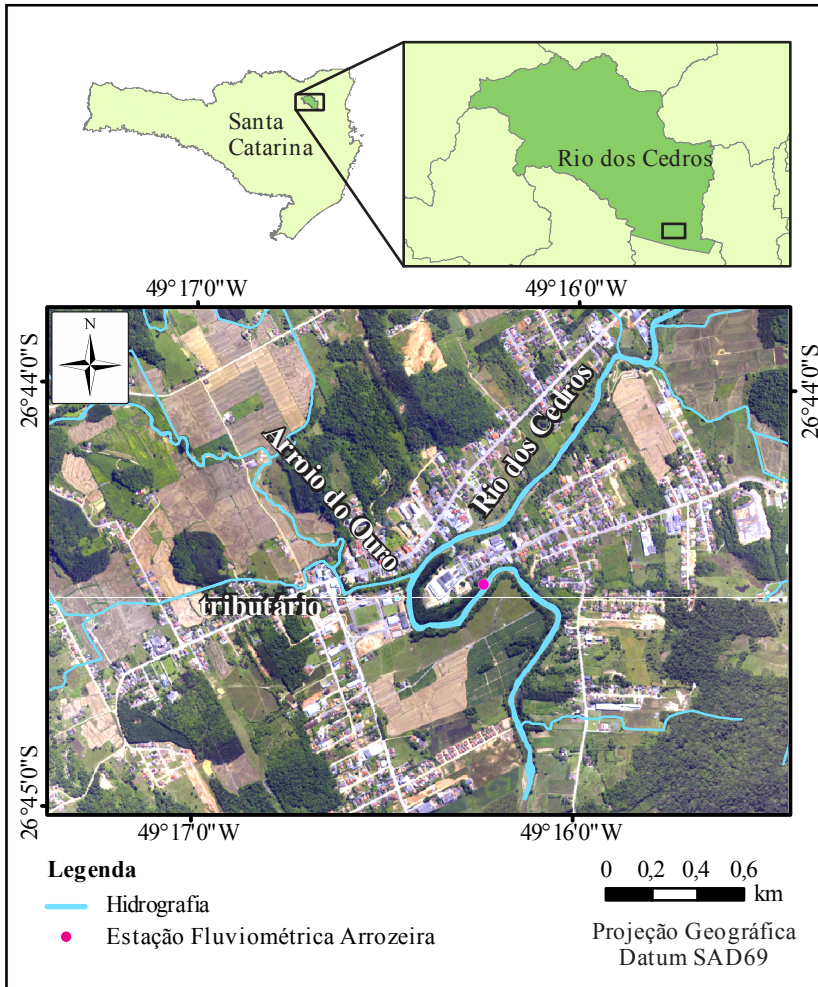 Santa
Catarina
Rio dos Cedros
49°17'0"W
49°16'0"W
N
26°44'0"S
26°44'0"S
Arroio do Ouro
Rio dos Cedros
tributário
26°45'0"S
26°45'0"S
49°17'0"W
49°16'0"W
Legenda
Hidrografia
Estação Fluviométrica Arrozeira
0 0,2 0,4 0,6
km
Projeção Geográfica
Datum SAD69